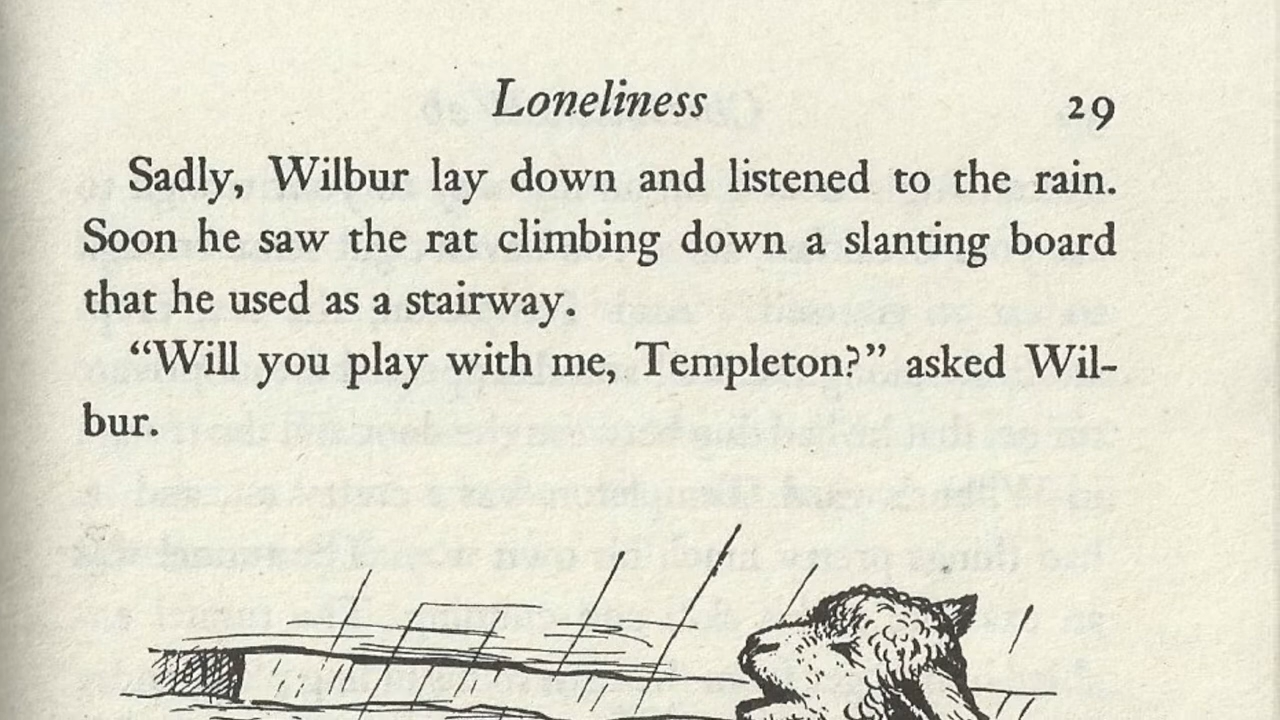 Loneliness 29
Sadly, Wilbur lay down and listened to the rain.
Soon he saw the rat climbing down a slanting board
that he used as a stairway.
“Will you play with me, Templeton?” asked Wil-
bur.